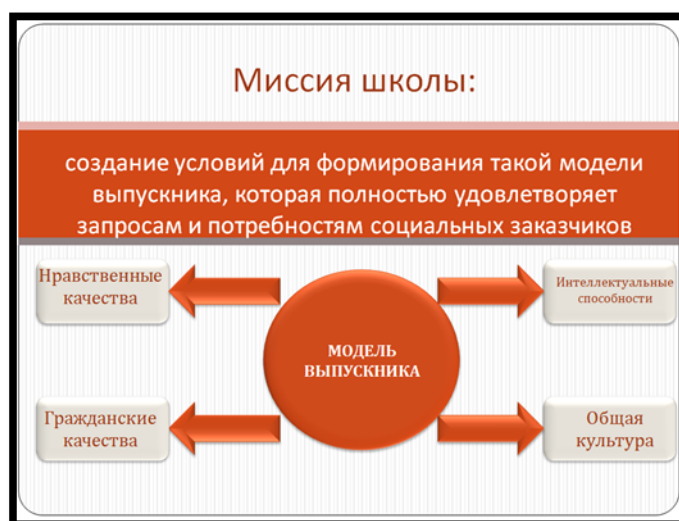 Миссия школы:
создание условий для формирования такой модели
выпускника, которая полностью удовлетворяет
запросам и потребностям социальных заказчиков
Нравственные
качества
Интеллектуальные
способности
МОДЕЛЬ
ВЫПУСКНИКА
Гражданские
качества
Общая
культура